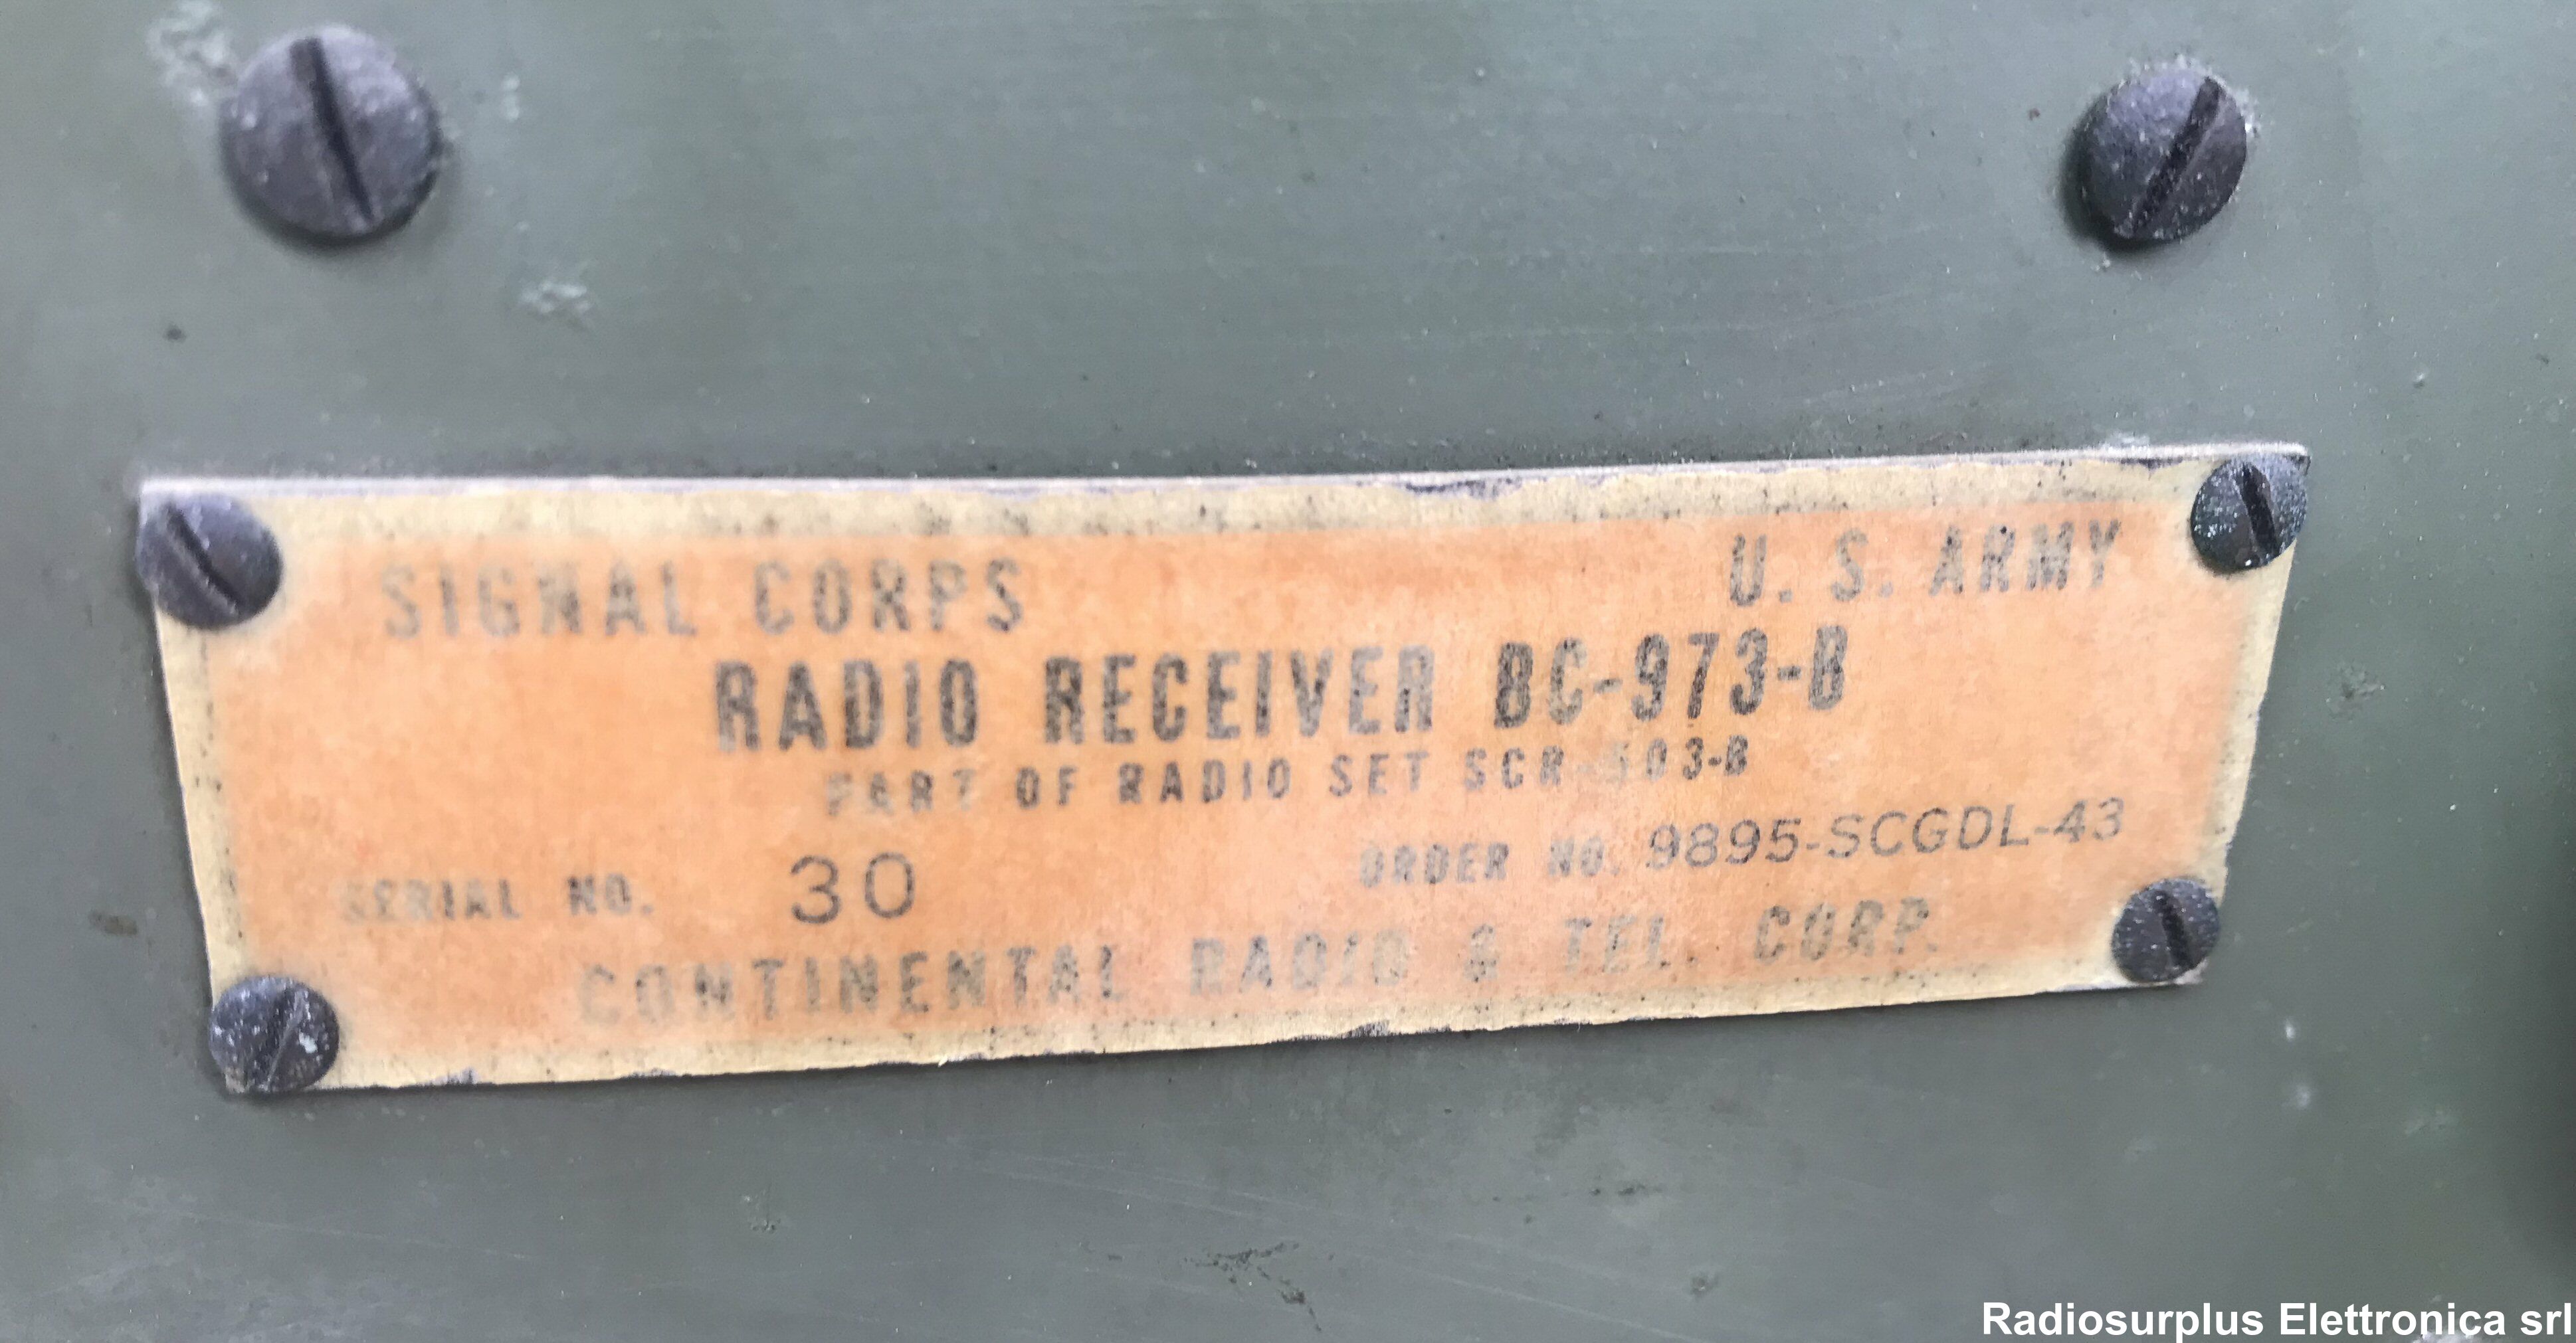 SIGNAL CORPS U. S. ARMY
RADIO RECEIVER BC-973-B
PART OF RADIO SET SCR-503-B
SERIAL NO. 30 ORDER NO. 9895-SCGDL-43
CONTINENTAL RADIO & TEL. CORP.
Radiosurplus Elettronica srl